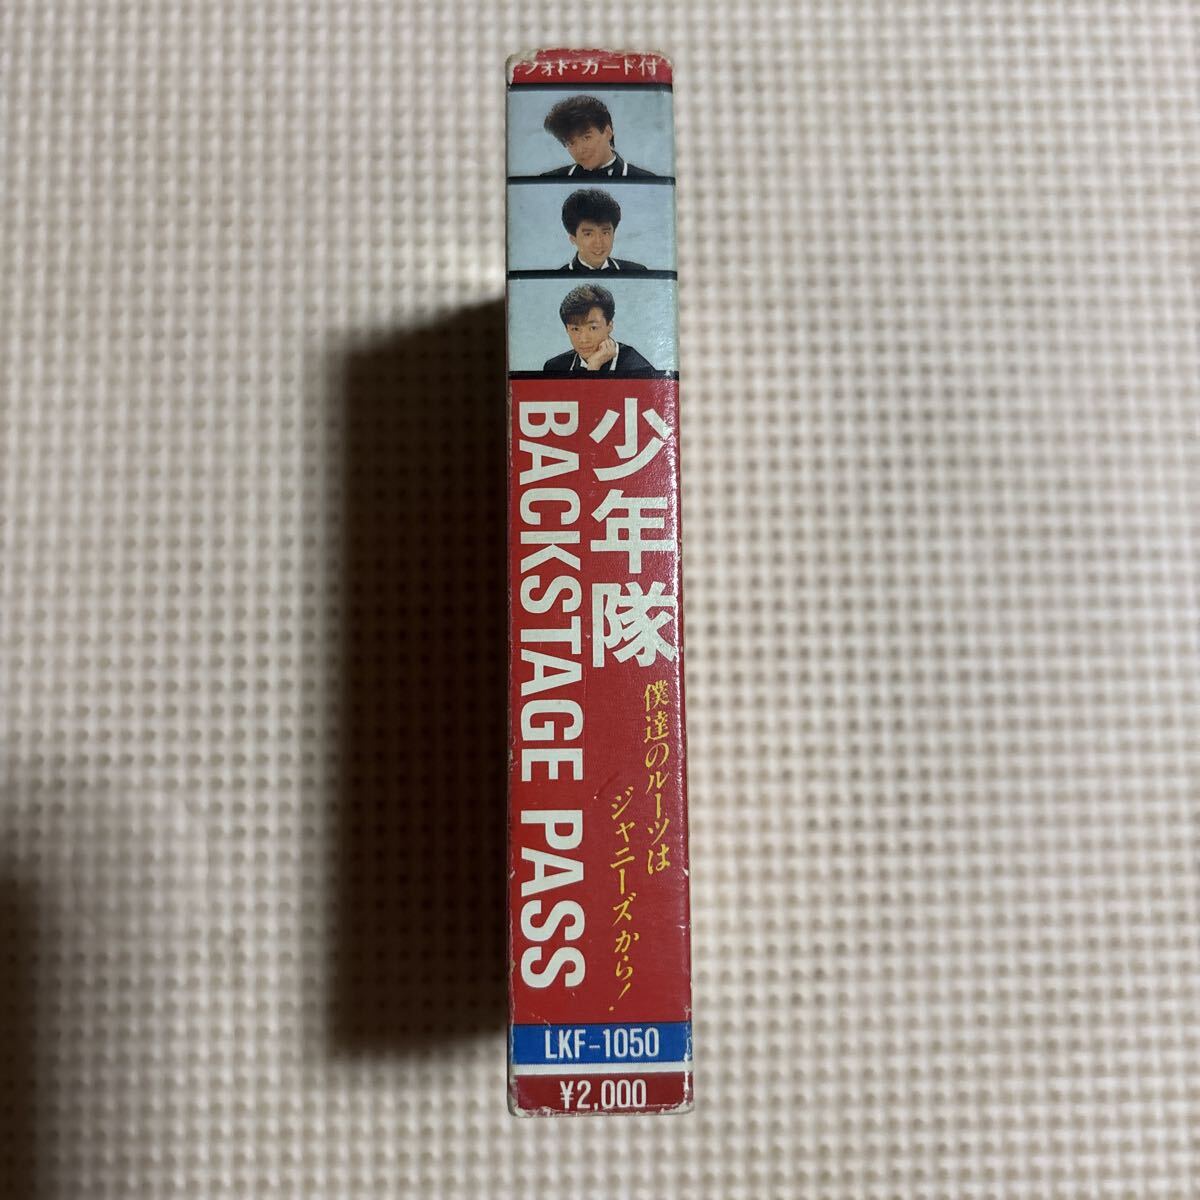 フォト・カード付
少年隊
BACKSTAGE PASS
僕達のルーツは
ジャニーズから!
LKF-1050
¥2,000